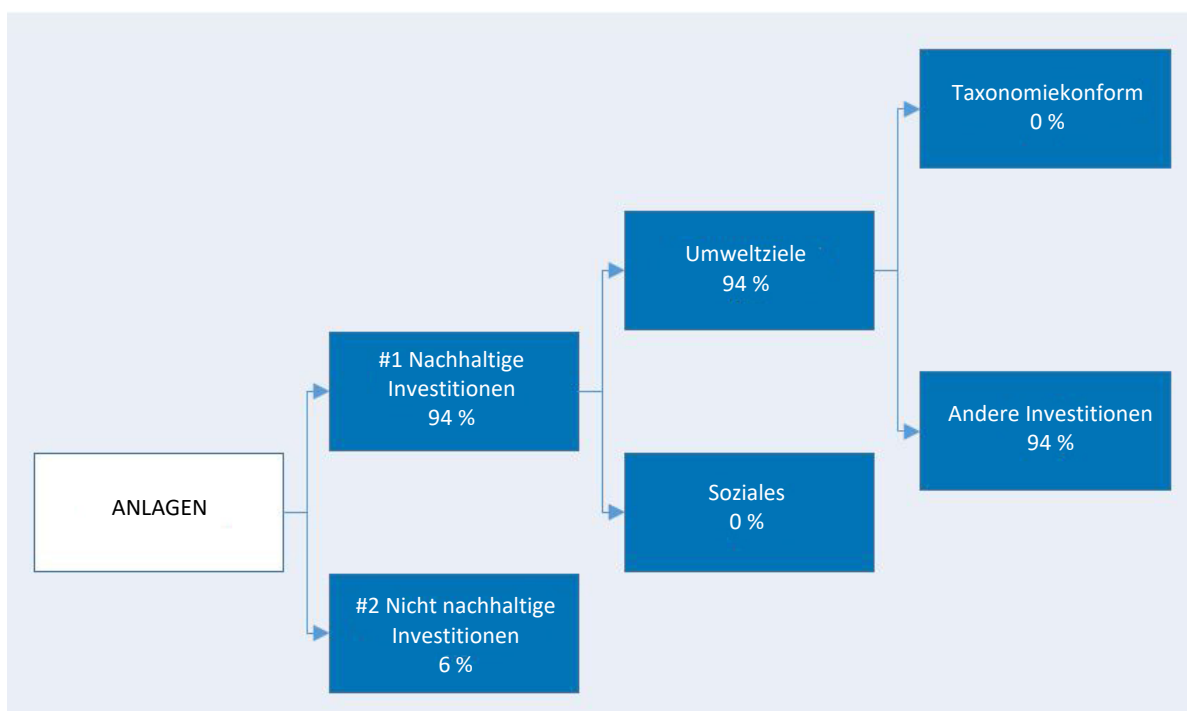 ANLAGEN
#1 Nachhaltige
Investitionen
94 %
#2 Nicht nachhaltige
Investitionen
6 %
Umweltziele
94 %
Soziales
0 %
Taxonomiekonform
0 %
Andere Investitionen
94 %